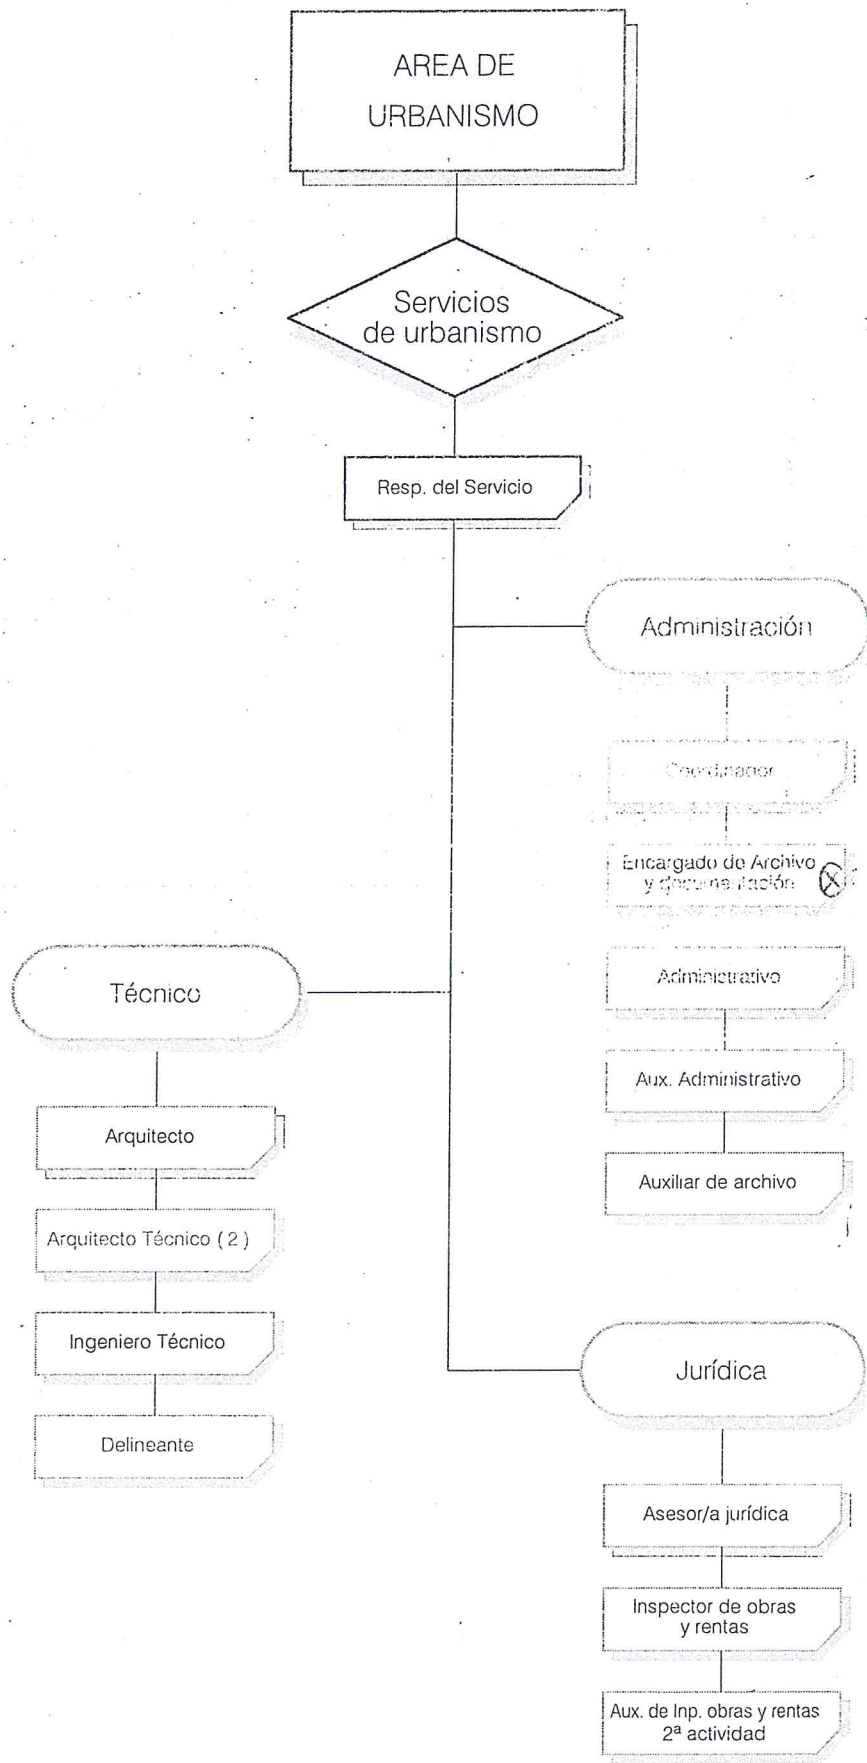 AREA DE
URBANISMO
Servicios
de urbanismo
Resp. del Servicio
Administración
Coordinador
Encargado de Archivo
y documentación
Administrativo
Aux. Administrativo
Auxiliar de archivo
Técnico
Arquitecto
Arquitecto Técnico ( 2 )
Ingeniero Técnico
Delineante
Jurídica
Asesor/a jurídica
Inspector de obras
y rentas
Aux. de Inp. obras y rentas
2ª actividad